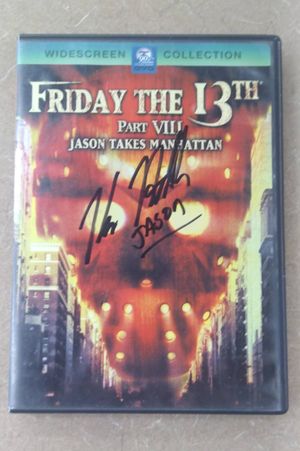 WIDESCREEN COLLECTION
FRIDAY THE 13TH
PART VIII
JASON TAKES MANHATTAN
JASON